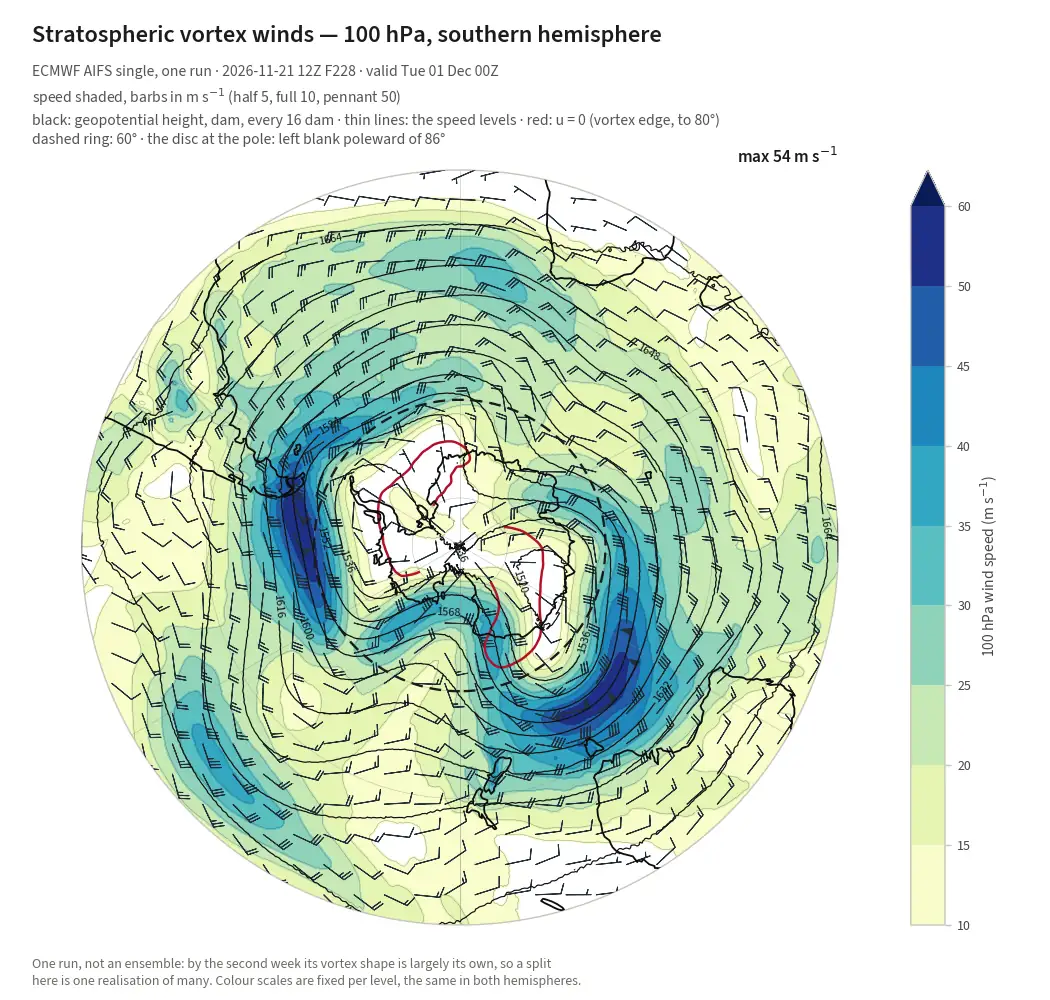 Stratospheric vortex winds — 100 hPa, southern hemisphere
ECMWF AIFS single, one run · 2026-11-21 12Z F228 · valid Tue 01 Dec 00Z
speed shaded, barbs in m s⁻¹ (half 5, full 10, pennant 50)
black: geopotential height, dam, every 16 dam · thin lines: the speed levels · red: u = 0 (vortex edge, to 80°)
dashed ring: 60° · the disc at the pole: left blank poleward of 86°
max 54 m s⁻¹
60
50
45
40
35
30
25
20
15
10
100 hPa wind speed (m s⁻¹)
1664
1648
1664
1536
1616
1600
1568
1536
One run, not an ensemble: by the second week its vortex shape is largely its own, so a split
here is one realisation of many. Colour scales are fixed per level, the same in both hemispheres.